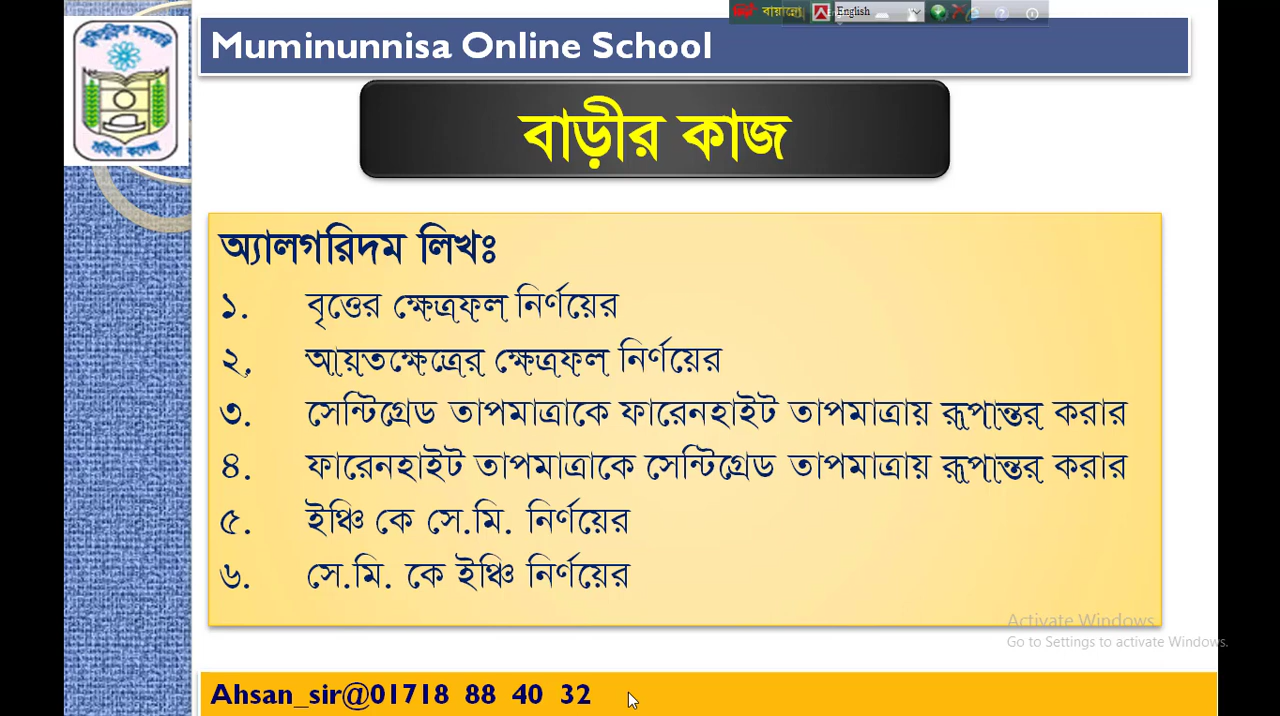 বায়ান্নো English
Muminunnisa Online School
বাড়ীর কাজ
অ্যালগরিদম লিখঃ
১. বৃত্তের ক্ষেত্রফল নির্ণয়ের
২. আয়তক্ষেত্রের ক্ষেত্রফল নির্ণয়ের
৩. সেন্টিগ্রেড তাপমাত্রাকে ফারেনহাইট তাপমাত্রায় রূপান্তর করার
৪. ফারেনহাইট তাপমাত্রাকে সেন্টিগ্রেড তাপমাত্রায় রূপান্তর করার
৫. ইঞ্চি কে সে.মি. নির্ণয়ের
৬. সে.মি. কে ইঞ্চি নির্ণয়ের
Activate Windows
Go to Settings to activate Windows.
Ahsan_sir@01718 88 40 32